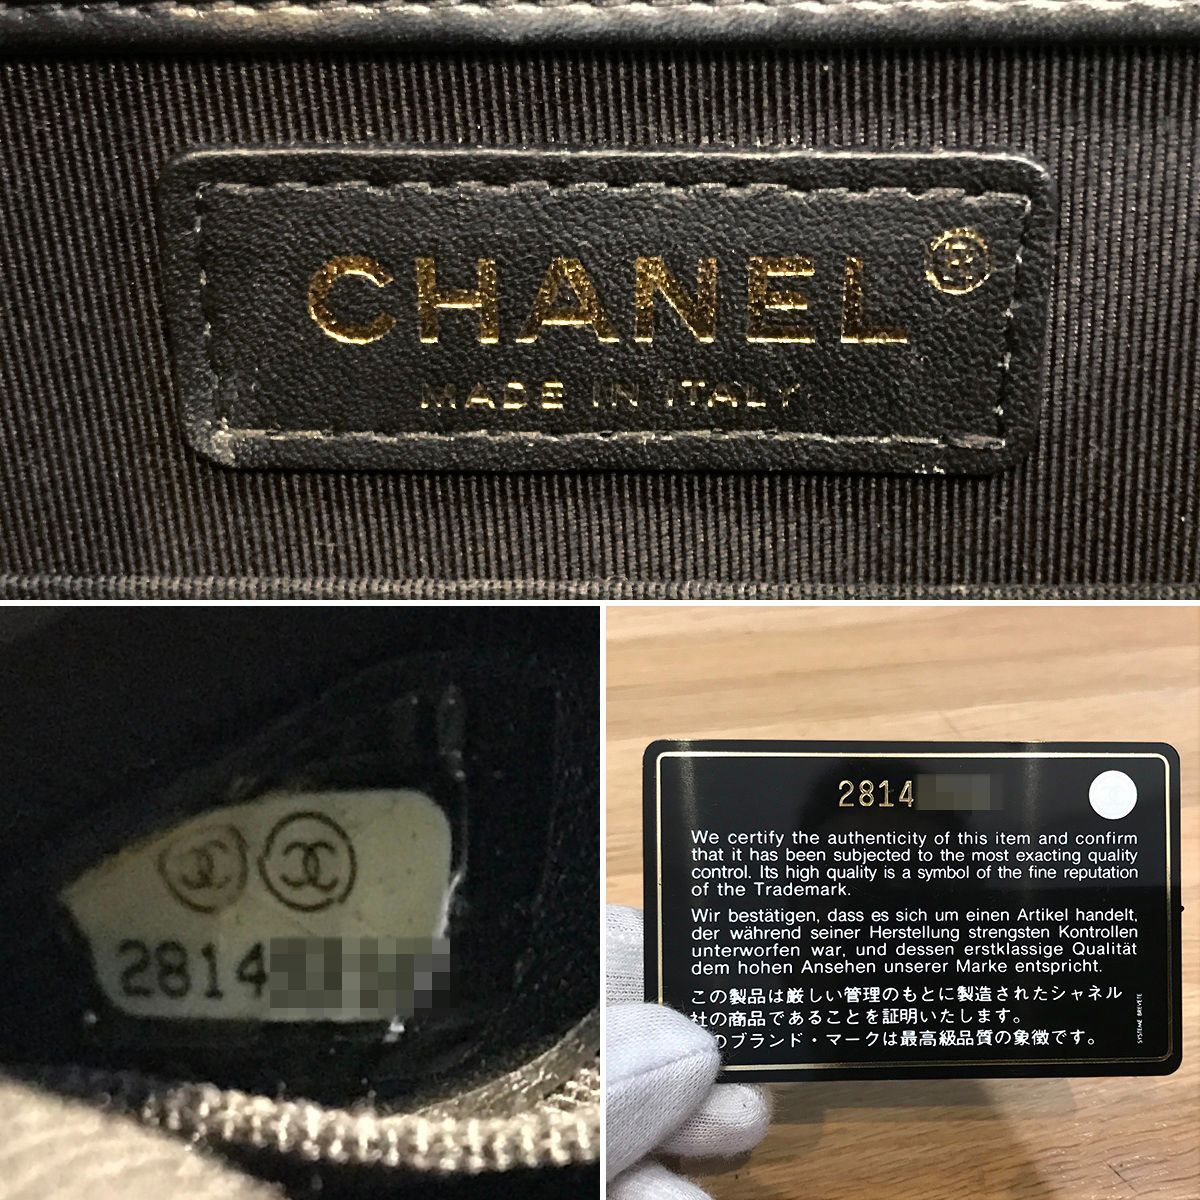 CHANEL ®
MADE IN ITALY
2814
2814
We certify the authenticity of this item and confirm
that it has been subjected to the most exacting quality
control. Its high quality is a symbol of the fine reputation
of the Trademark.
Wir bestätigen, dass es sich um einen Artikel handelt,
der während seiner Herstellung strengsten Kontrollen
unterworfen war, und dessen erstklassige Qualität
dem hohen Ansehen unserer Marke entspricht.
この製品は厳しい管理のもとに製造されたシャネル
社の商品であることを証明いたします。
のブランド・マークは最高級品質の象徴です。
SYSTEME BREVETE